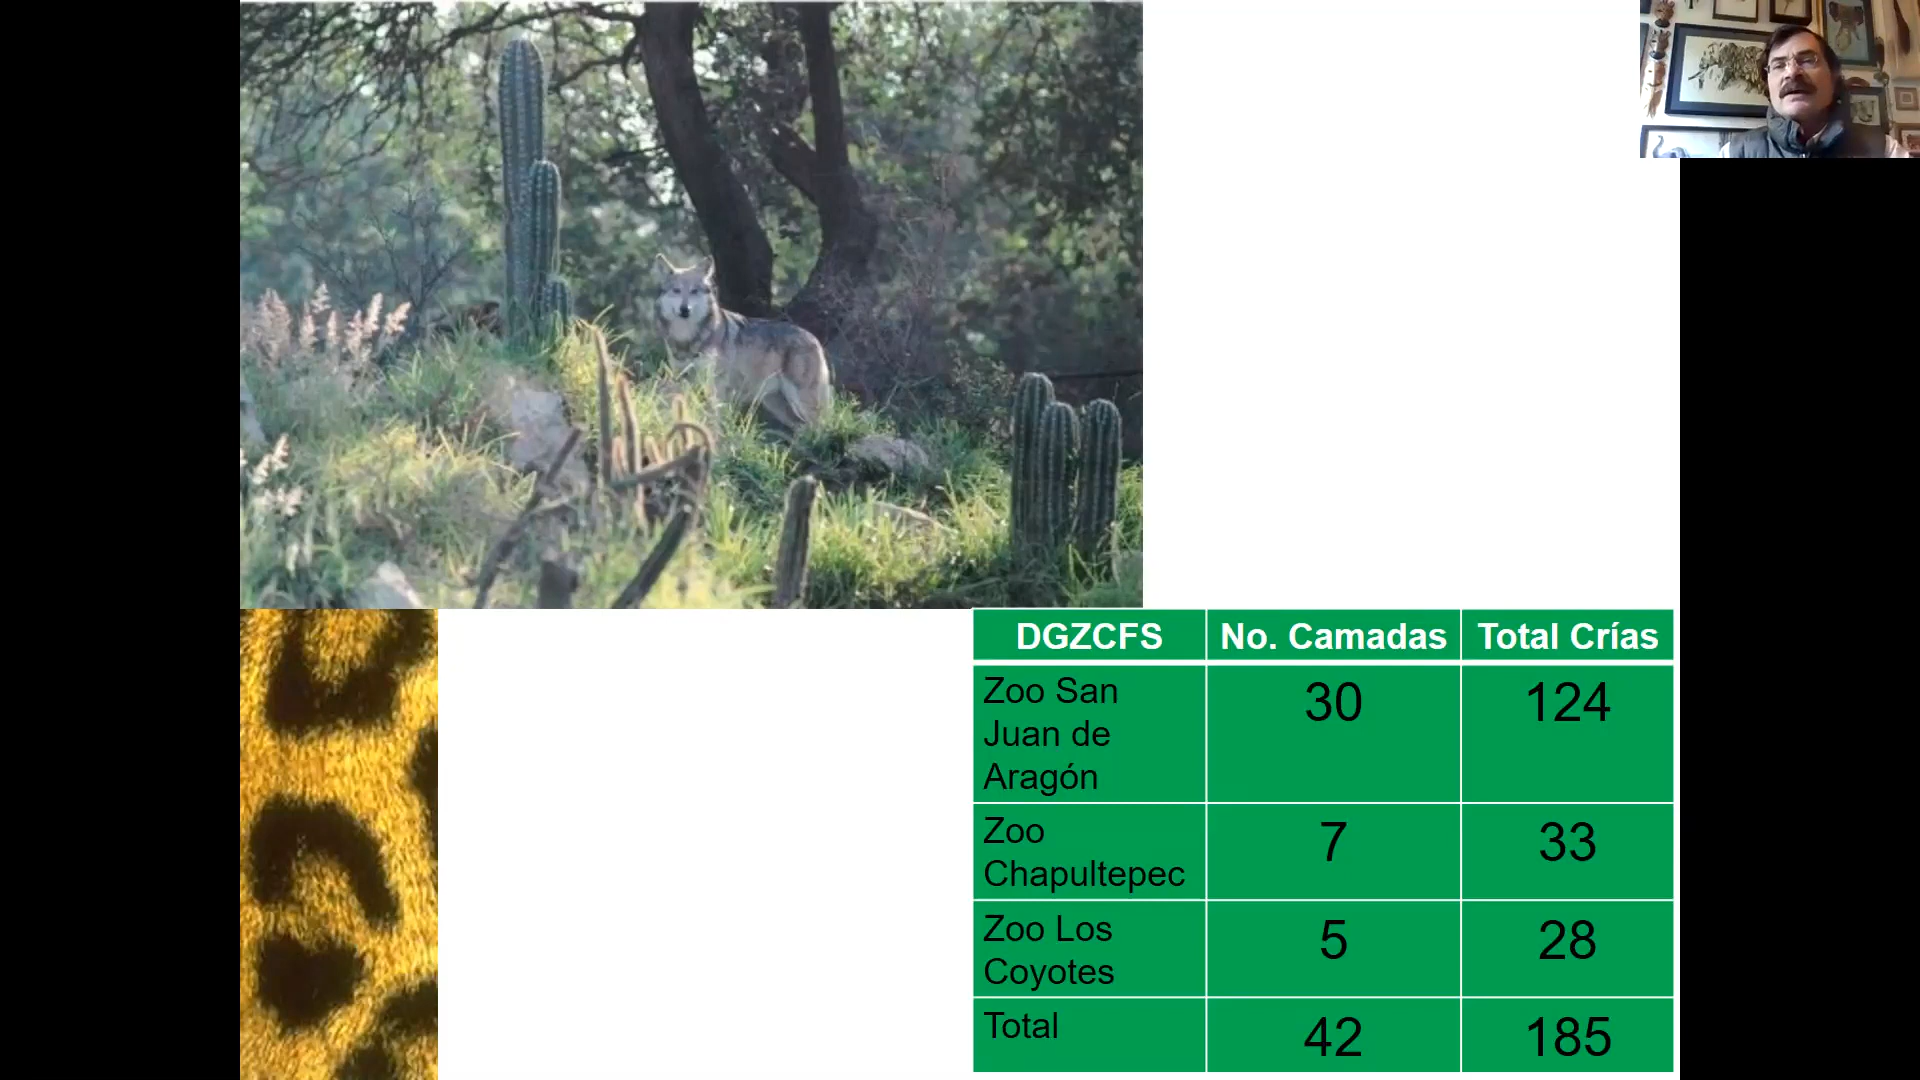 DGZCFS No. Camadas Total Crías
Zoo San
Juan de
Aragón
30 124
Zoo
Chapultepec
7 33
Zoo Los
Coyotes
5 28
Total 42 185